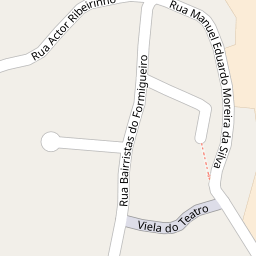 Rua Actor Ribeirinho
Rua Manuel Eduardo Moreira da Silva
Rua Bairristas do Formigueiro
Viela do Teatro